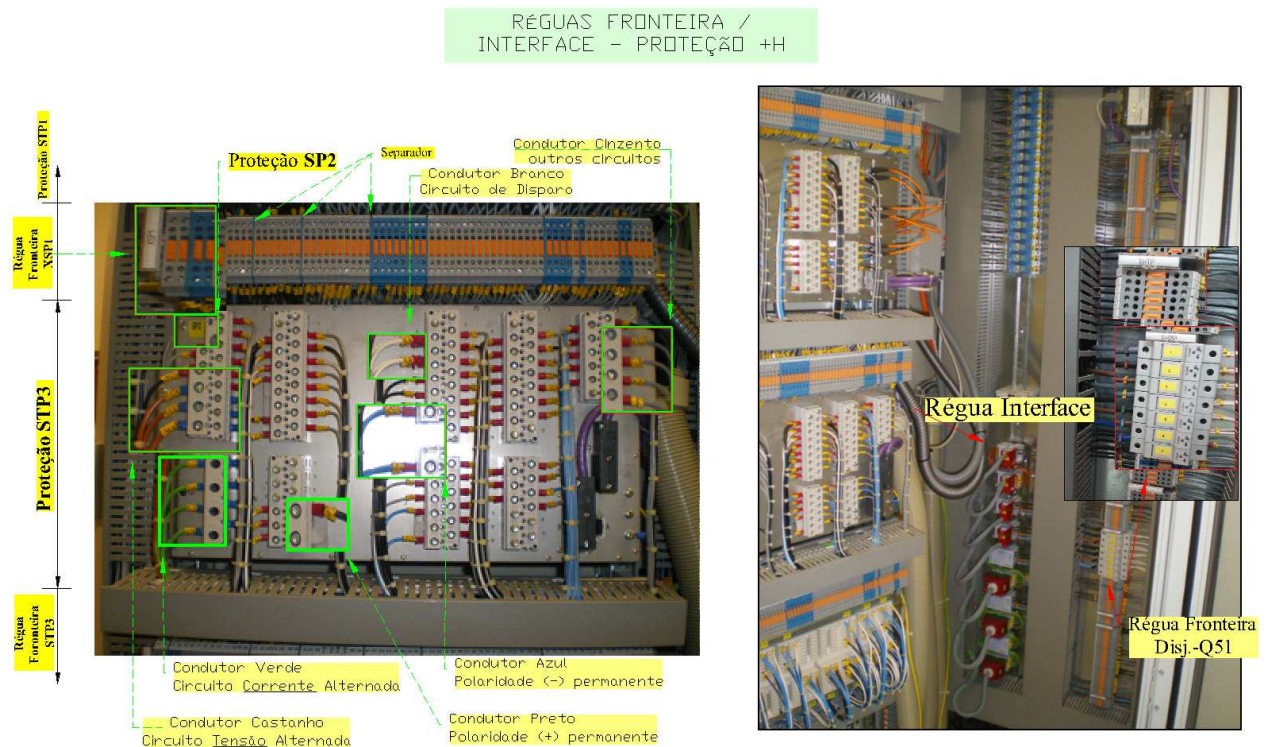 RÉGUAS FRONTEIRA /
INTERFACE - PROTEÇÃO +H
Proteção STP1
Régua
Fronteira
XSP1
Proteção STP3
Régua
Foronteira
STP3
Proteção SP2
Separador
Condutor Branco
Circuito de Disparo
Condutor Cinzento
outros circuitos
Condutor Verde
Circuito Corrente Alternada
Condutor Castanho
Circuito Tensão Alternada
Condutor Azul
Polaridade (-) permanente
Condutor Preto
Polaridade (+) permanente
Régua Interface
Régua Fronteira
Disj.-Q51